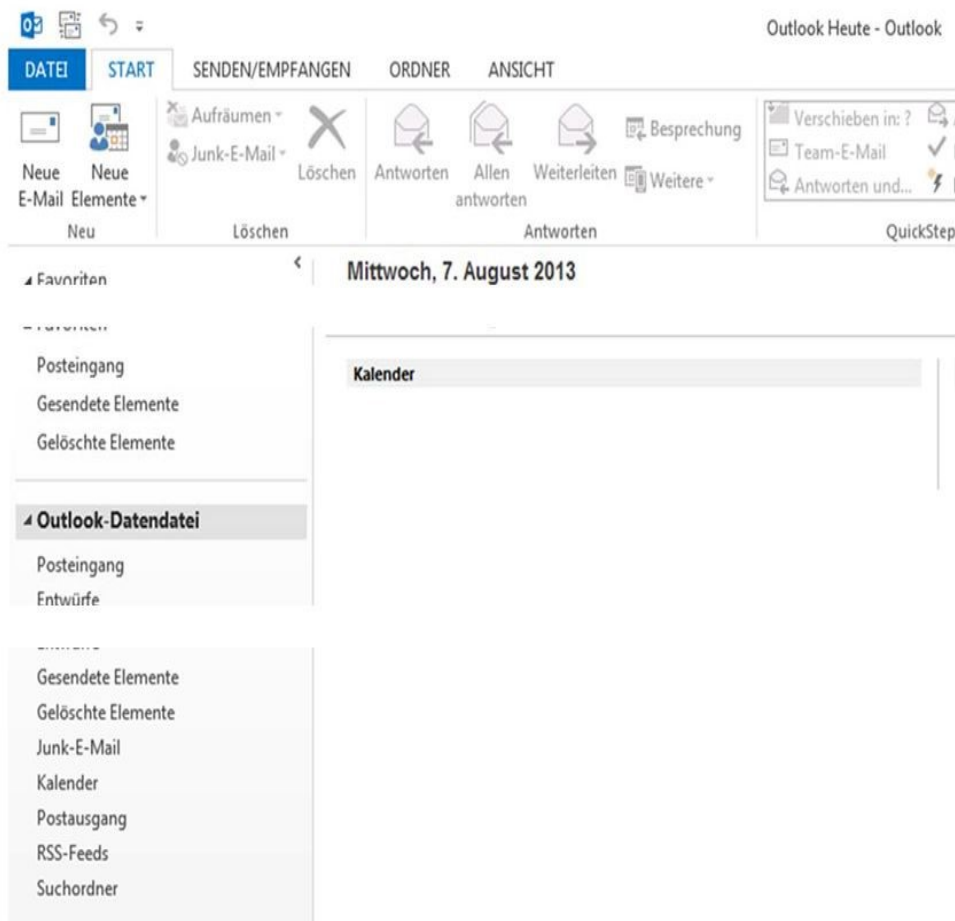 Outlook Heute - Outlook
DATEI START SENDEN/EMPFANGEN ORDNER ANSICHT
Neue E-Mail
Neue Elemente
Aufräumen
Junk-E-Mail
Löschen
Antworten
Allen antworten
Weiterleiten
Besprechung
Weitere
Verschieben in: ?
Team-E-Mail
Antworten und...
Neu
Löschen
Antworten
QuickStep
Favoriten
Mittwoch, 7. August 2013
Posteingang
Gesendete Elemente
Gelöschte Elemente
Kalender
Outlook-Datendatei
Posteingang
Entwürfe
Gesendete Elemente
Gelöschte Elemente
Junk-E-Mail
Kalender
Postausgang
RSS-Feeds
Suchordner